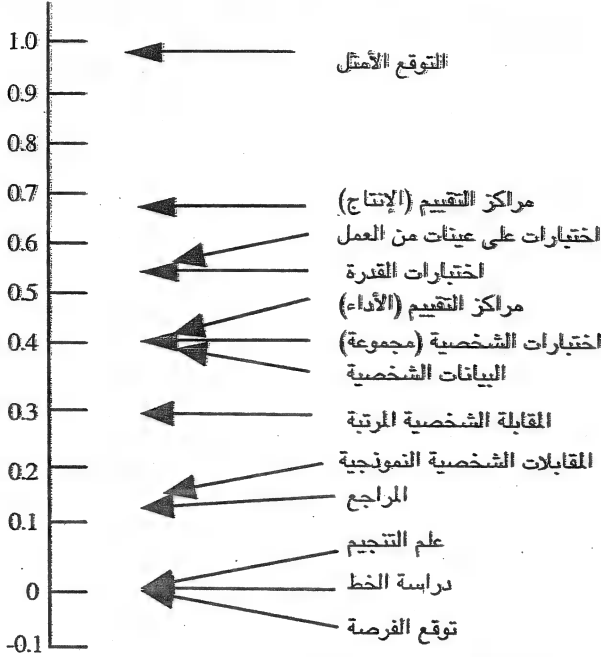 1.0
التوقع الأمثل
0.9
0.8
0.7
مراكز التقييم (الإنتاج)
اختبارات على عينات من العمل
0.6
اختبارات القدرة
0.5
مراكز التقييم (الأداء)
0.4
اختبارات الشخصية (مجموعة)
البيانات الشخصية
0.3
المقابلة الشخصية المرتبة
0.2
المقابلات الشخصية النموذجية
المراجع
0.1
علم التنجيم
0
دراسة الخط
توقع الفرصة
-0.1